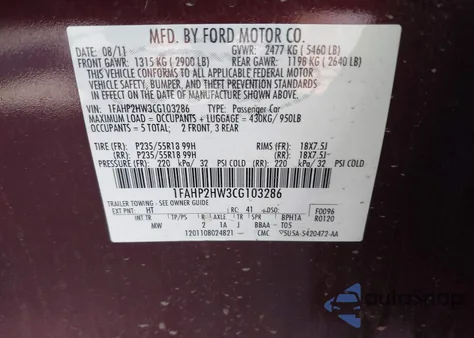 MFD. BY FORD MOTOR CO.
DATE: 08/11 GVWR: 2477 KG (5460 LB)
FRONT GAWR: 1315 KG (2900 LB) REAR GAWR: 1198 KG (2640 LB)
THIS VEHICLE CONFORMS TO ALL APPLICABLE FEDERAL MOTOR
VEHICLE SAFETY, BUMPER, AND THEFT PREVENTION STANDARDS
IN EFFECT ON THE DATE OF MANUFACTURE SHOWN ABOVE.
VIN: 1FAHP2HW3CG103286 TYPE: Passenger Car
MAXIMUM LOAD = OCCUPANTS + LUGGAGE = 430KG / 950LB
OCCUPANTS = 5 TOTAL: 2 FRONT, 3 REAR
TIRE (FR): P235/55R18 99H RIMS (FR): 18X7.5J
(RR): P235/55R18 99H (RR): 18X7.5J
PRESSURE (FR): 220 kPa/ 32 PSI COLD (RR): 220 kPa/ 32 PSI COLD
1FAHP2HW3CG103286
TRAILER TOWING - SEE OWNER GUIDE
EXT PNT: HT RC: 41 DSO: F0096
R0120
WB INT TR TP/PS R AXLE TR SPR BPH1A
MW 2 1A J BBAA T05
1201108024821 CMC 5U5A-5420472-AA
AutoSnap